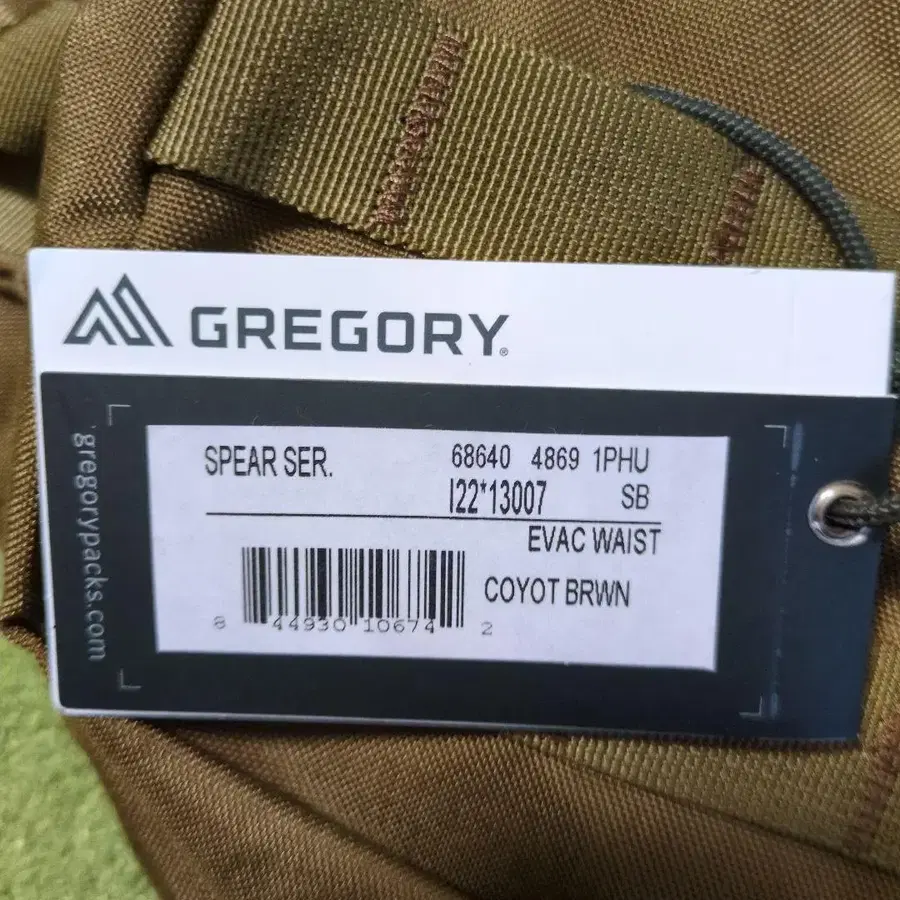 GREGORY®
gregorypacks.com
SPEAR SER. 68640 4869 1PHU
I22*13007 SB
EVAC WAIST
COYOT BRWN
8 44930 10674 2